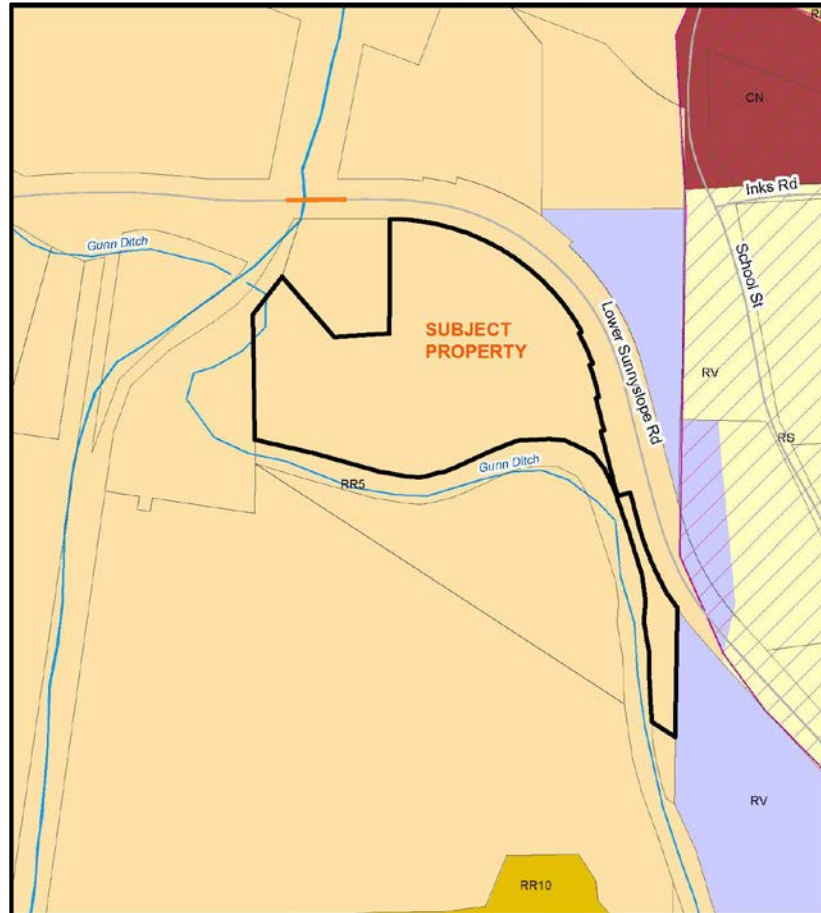 CN
Inks Rd
School St
Gunn Ditch
SUBJECT
PROPERTY
Lower Sunnyslope Rd
RV
RS
Gunn Ditch
RR5
RV
RR10